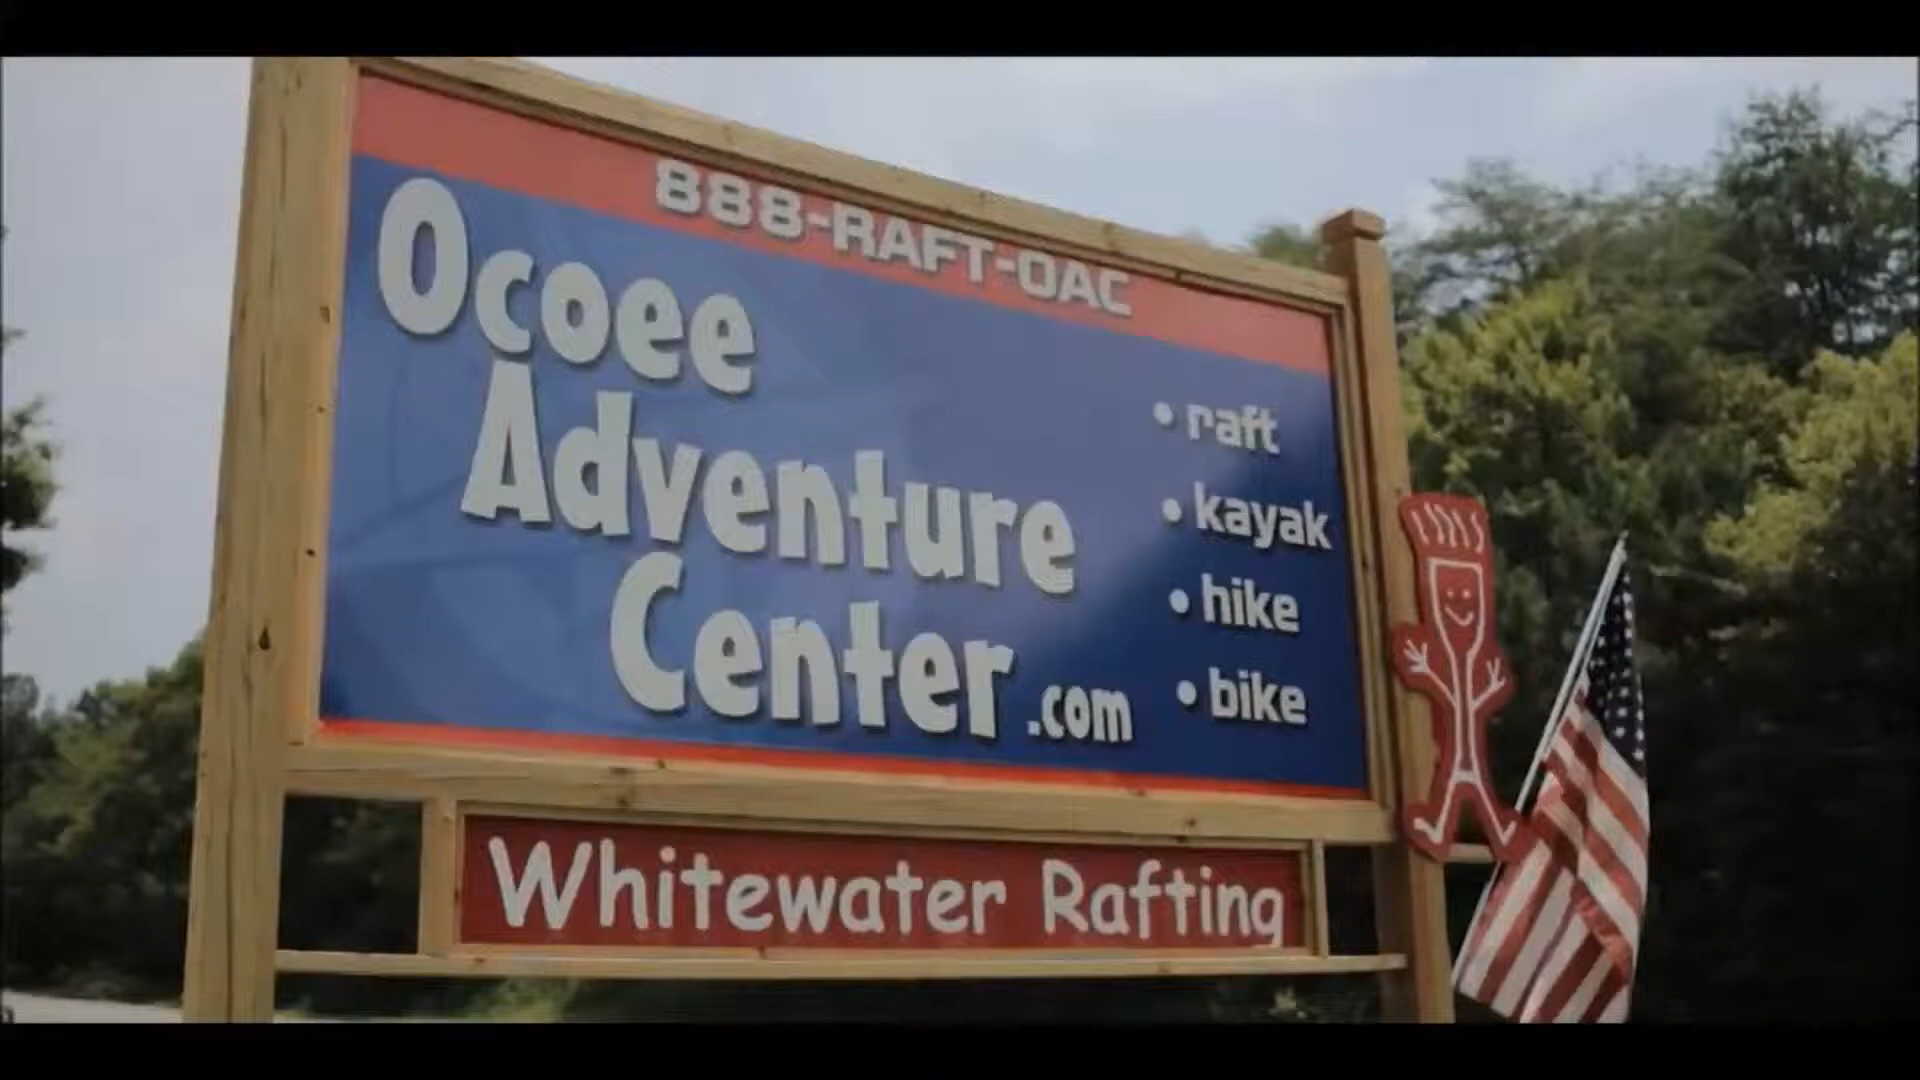 888-RAFT-OAC
Ocoee
Adventure
Center.com
• raft
• kayak
• hike
• bike
Whitewater Rafting